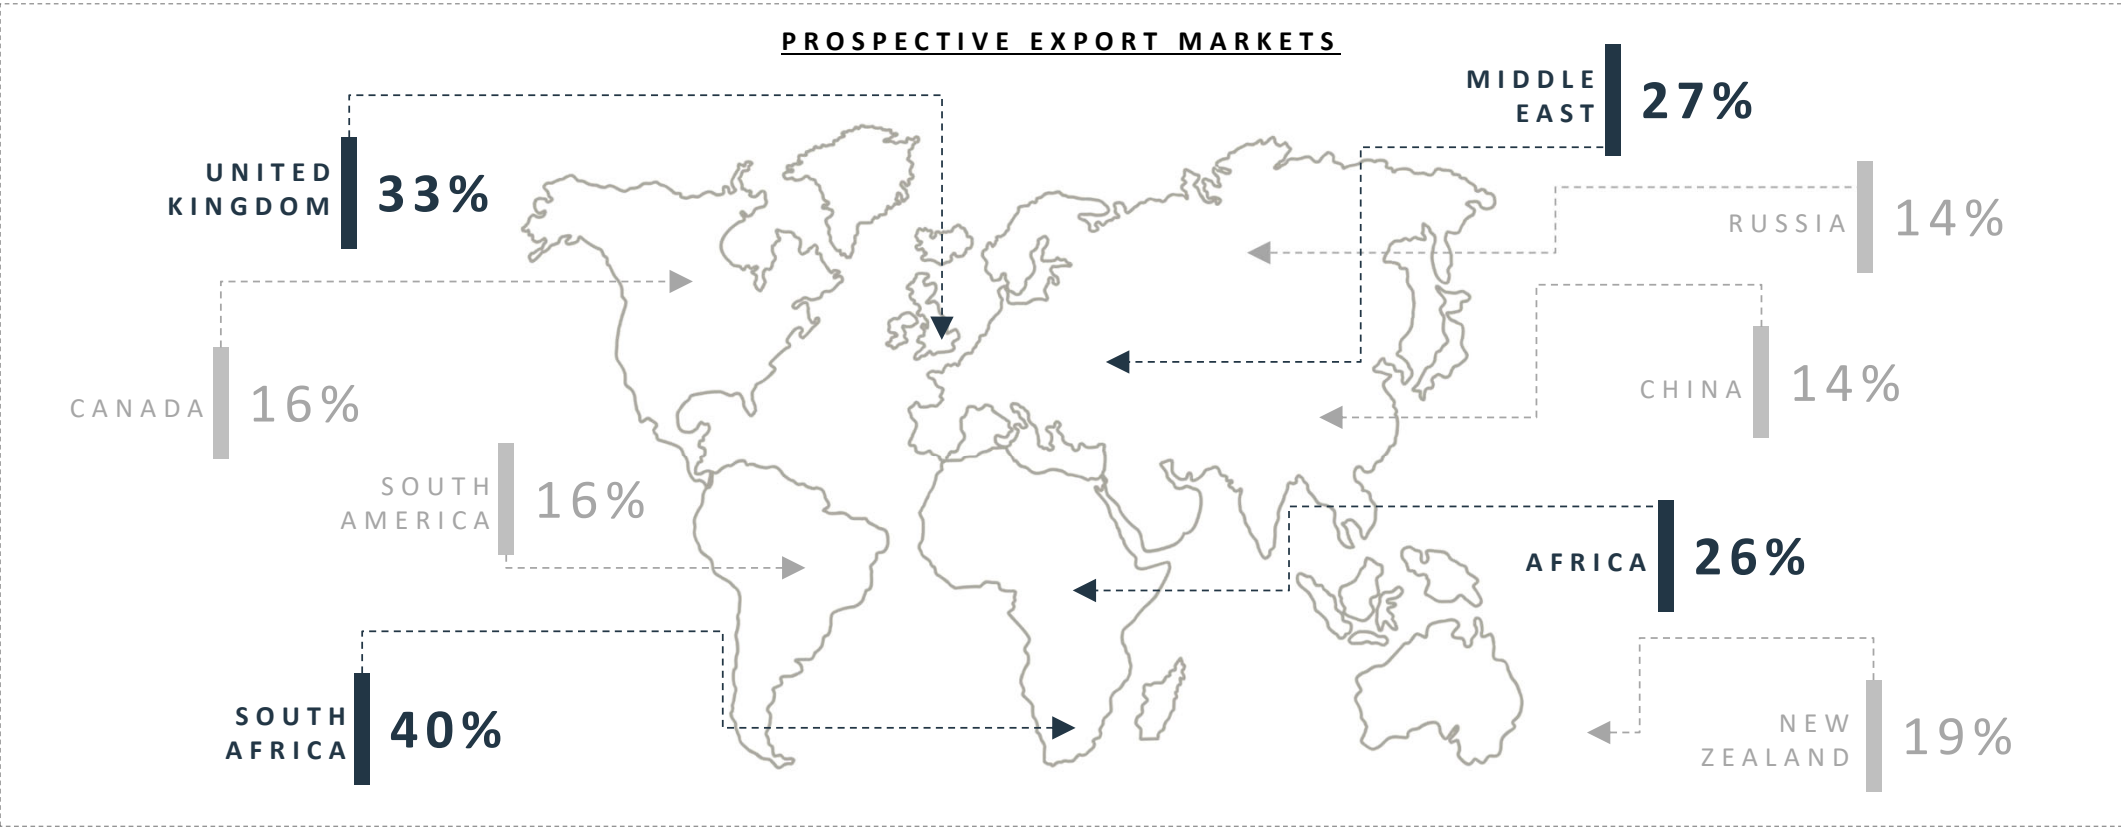 PROSPECTIVE EXPORT MARKETS
MIDDLE
EAST
27%
UNITED
KINGDOM
33%
RUSSIA
14%
CANADA
16%
CHINA
14%
SOUTH
AMERICA
16%
AFRICA
26%
SOUTH
AFRICA
40%
NEW
ZEALAND
19%